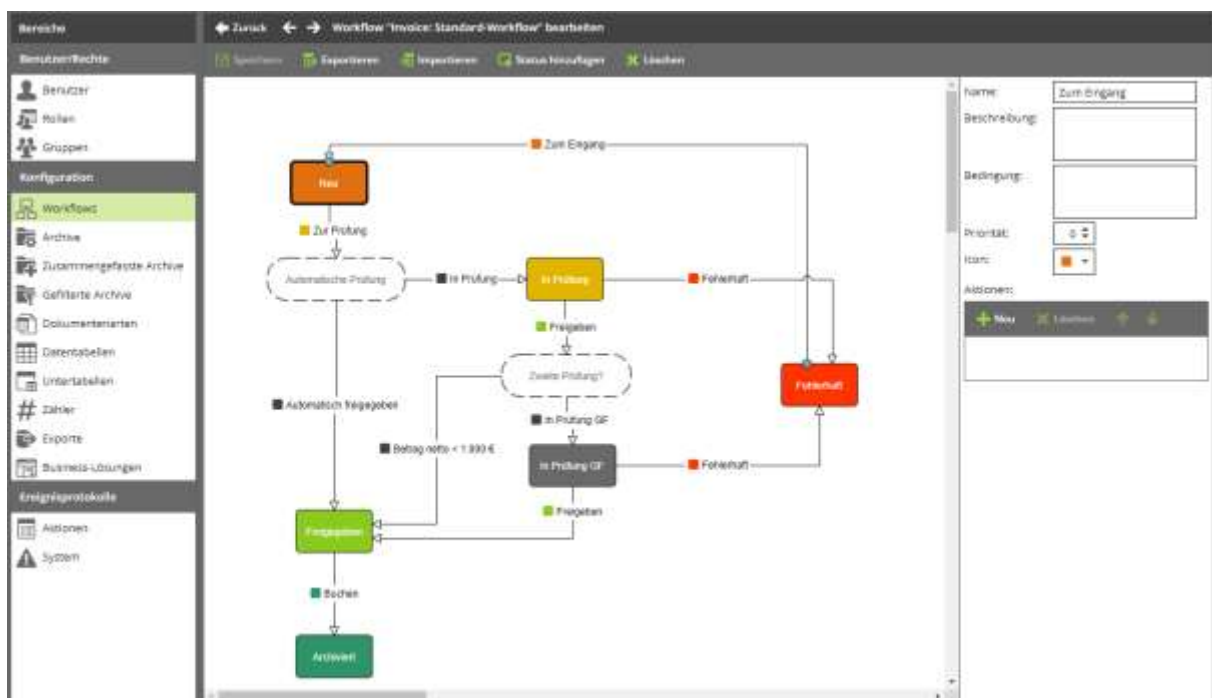 Bereiche
Zurück
Workflow "Invoice: Standard-Workflow" bearbeiten
Benutzer/Rechte
Speichern
Exportieren
Importieren
Status hinzufügen
Löschen
Benutzer
Rollen
Gruppen
Konfiguration
Workflows
Archive
Zusammengefasste Archive
Gefilterte Archive
Dokumentenarten
Datentabellen
Untertabellen
Zähler
Exporte
Business-Lösungen
Ereignisprotokolle
Aktionen
System
Zum Eingang
Neu
Zur Prüfung
Automatische Prüfung
In Prüfung
In Prüfung
Fehlerhaft
Freigeben
Zweite Prüfung?
Fehlerhaft
Automatisch freigegeben
In Prüfung GF
Betrag netto < 1.000 €
In Prüfung GF
Fehlerhaft
Freigeben
Freigegeben
Buchen
Archiviert
Name:
Zum Eingang
Beschreibung:
Bedingung:
Priorität:
0
Icon:
Aktionen:
Neu
Löschen